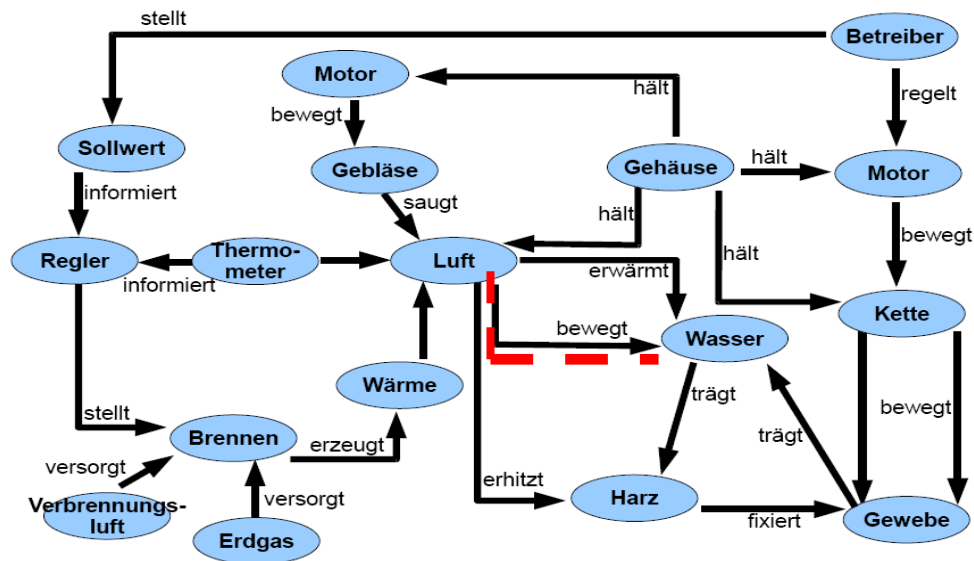 stellt
Betreiber
Motor
hält
regelt
bewegt
Sollwert
Gebläse
Gehäuse
hält
Motor
informiert
saugt
hält
bewegt
Regler
Thermo-
meter
Luft
erwärmt
hält
informiert
Kette
bewegt
Wasser
Wärme
trägt
bewegt
stellt
Brennen
erzeugt
trägt
versorgt
erhitzt
Verbrennungs-
luft
versorgt
Harz
fixiert
Gewebe
Erdgas